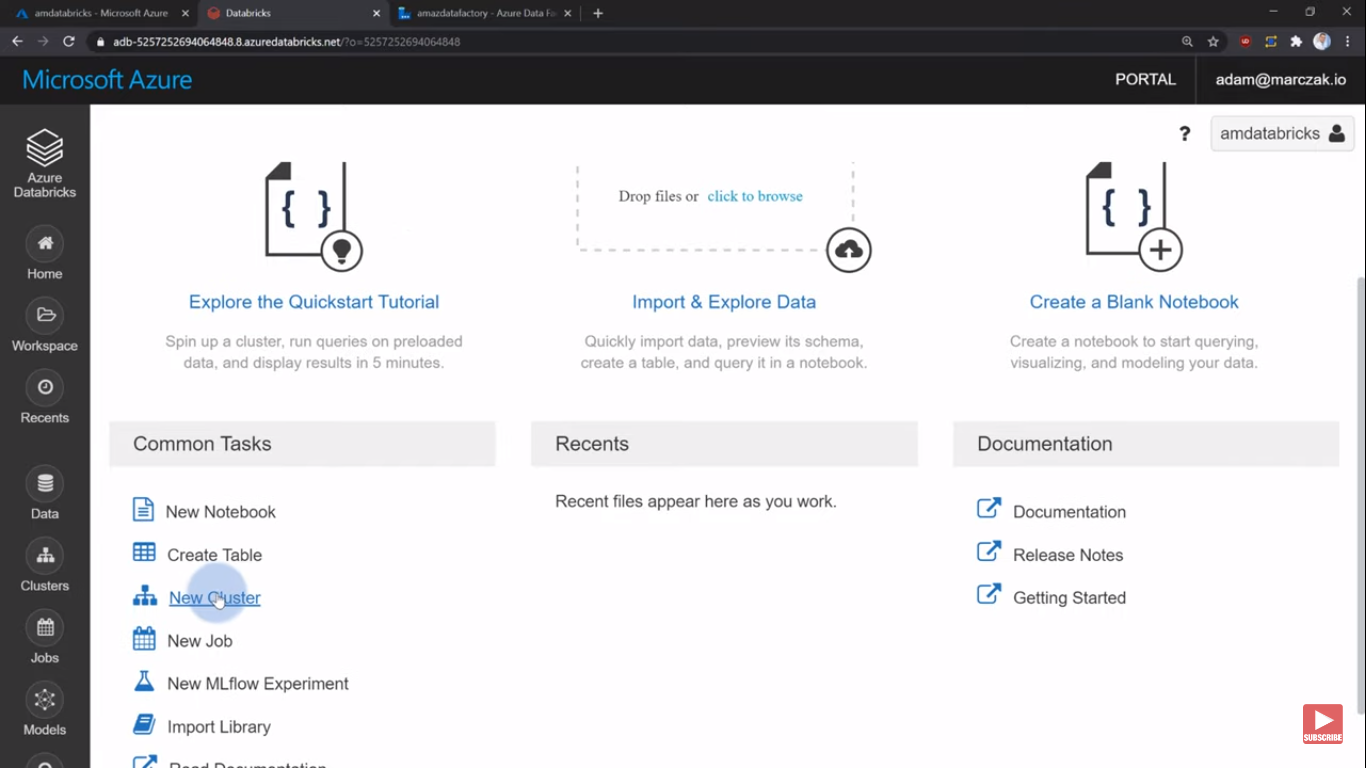 amdatabricks - Microsoft Azure
Databricks
amazdatafactory - Azure Data Fa
adb-5257252694064848.8.azuredatabricks.net/?o=5257252694064848
Microsoft Azure
PORTAL
adam@marczak.io
Azure
Databricks
Home
Workspace
Recents
Data
Clusters
Jobs
Models
?
amdatabricks
{ }
Explore the Quickstart Tutorial
Spin up a cluster, run queries on preloaded
data, and display results in 5 minutes.
Drop files or click to browse
Import & Explore Data
Quickly import data, preview its schema,
create a table, and query it in a notebook.
{ }
Create a Blank Notebook
Create a notebook to start querying,
visualizing, and modeling your data.
Common Tasks
New Notebook
Create Table
New Cluster
New Job
New MLflow Experiment
Import Library
Read Documentation
Recents
Recent files appear here as you work.
Documentation
Documentation
Release Notes
Getting Started
SUBSCRIBE